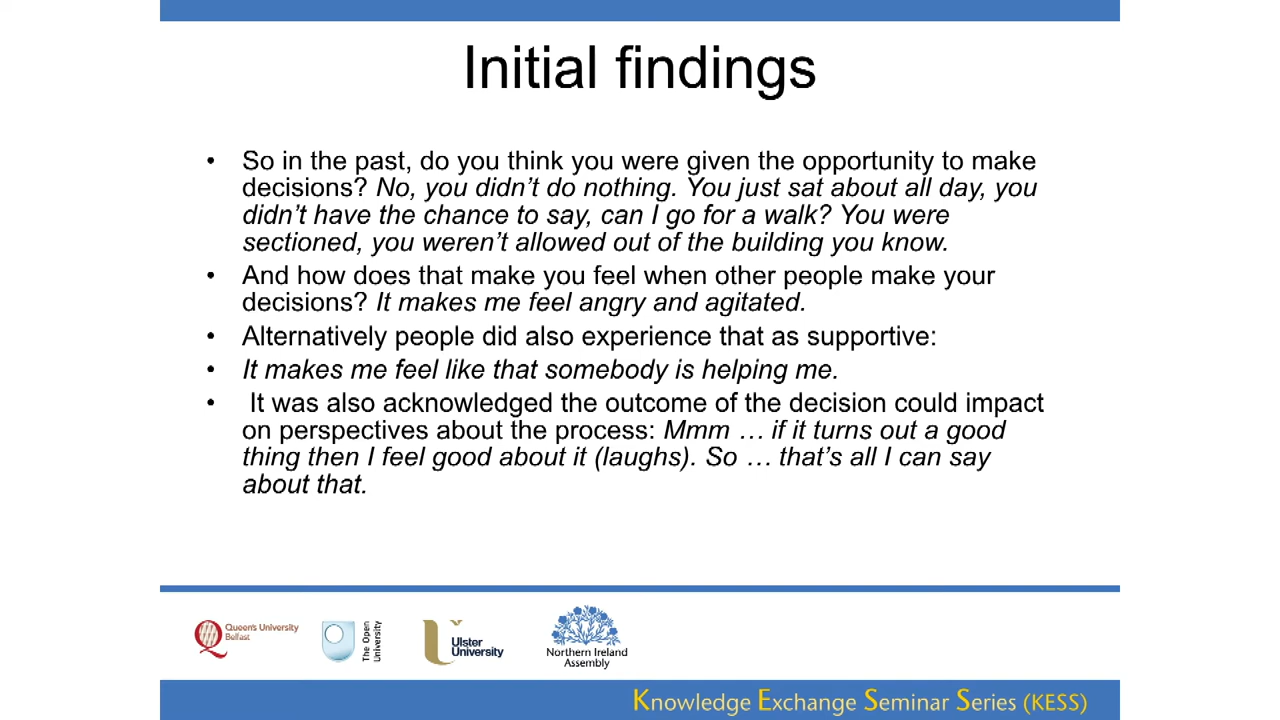 Initial findings
• So in the past, do you think you were given the opportunity to make
decisions? No, you didn’t do nothing. You just sat about all day, you
didn’t have the chance to say, can I go for a walk? You were
sectioned, you weren’t allowed out of the building you know.
• And how does that make you feel when other people make your
decisions? It makes me feel angry and agitated.
• Alternatively people did also experience that as supportive:
• It makes me feel like that somebody is helping me.
• It was also acknowledged the outcome of the decision could impact
on perspectives about the process: Mmm … if it turns out a good
thing then I feel good about it (laughs). So … that’s all I can say
about that.
Queen's University
Belfast
The Open
University
Ulster
University
Northern Ireland
Assembly
Knowledge Exchange Seminar Series (KESS)